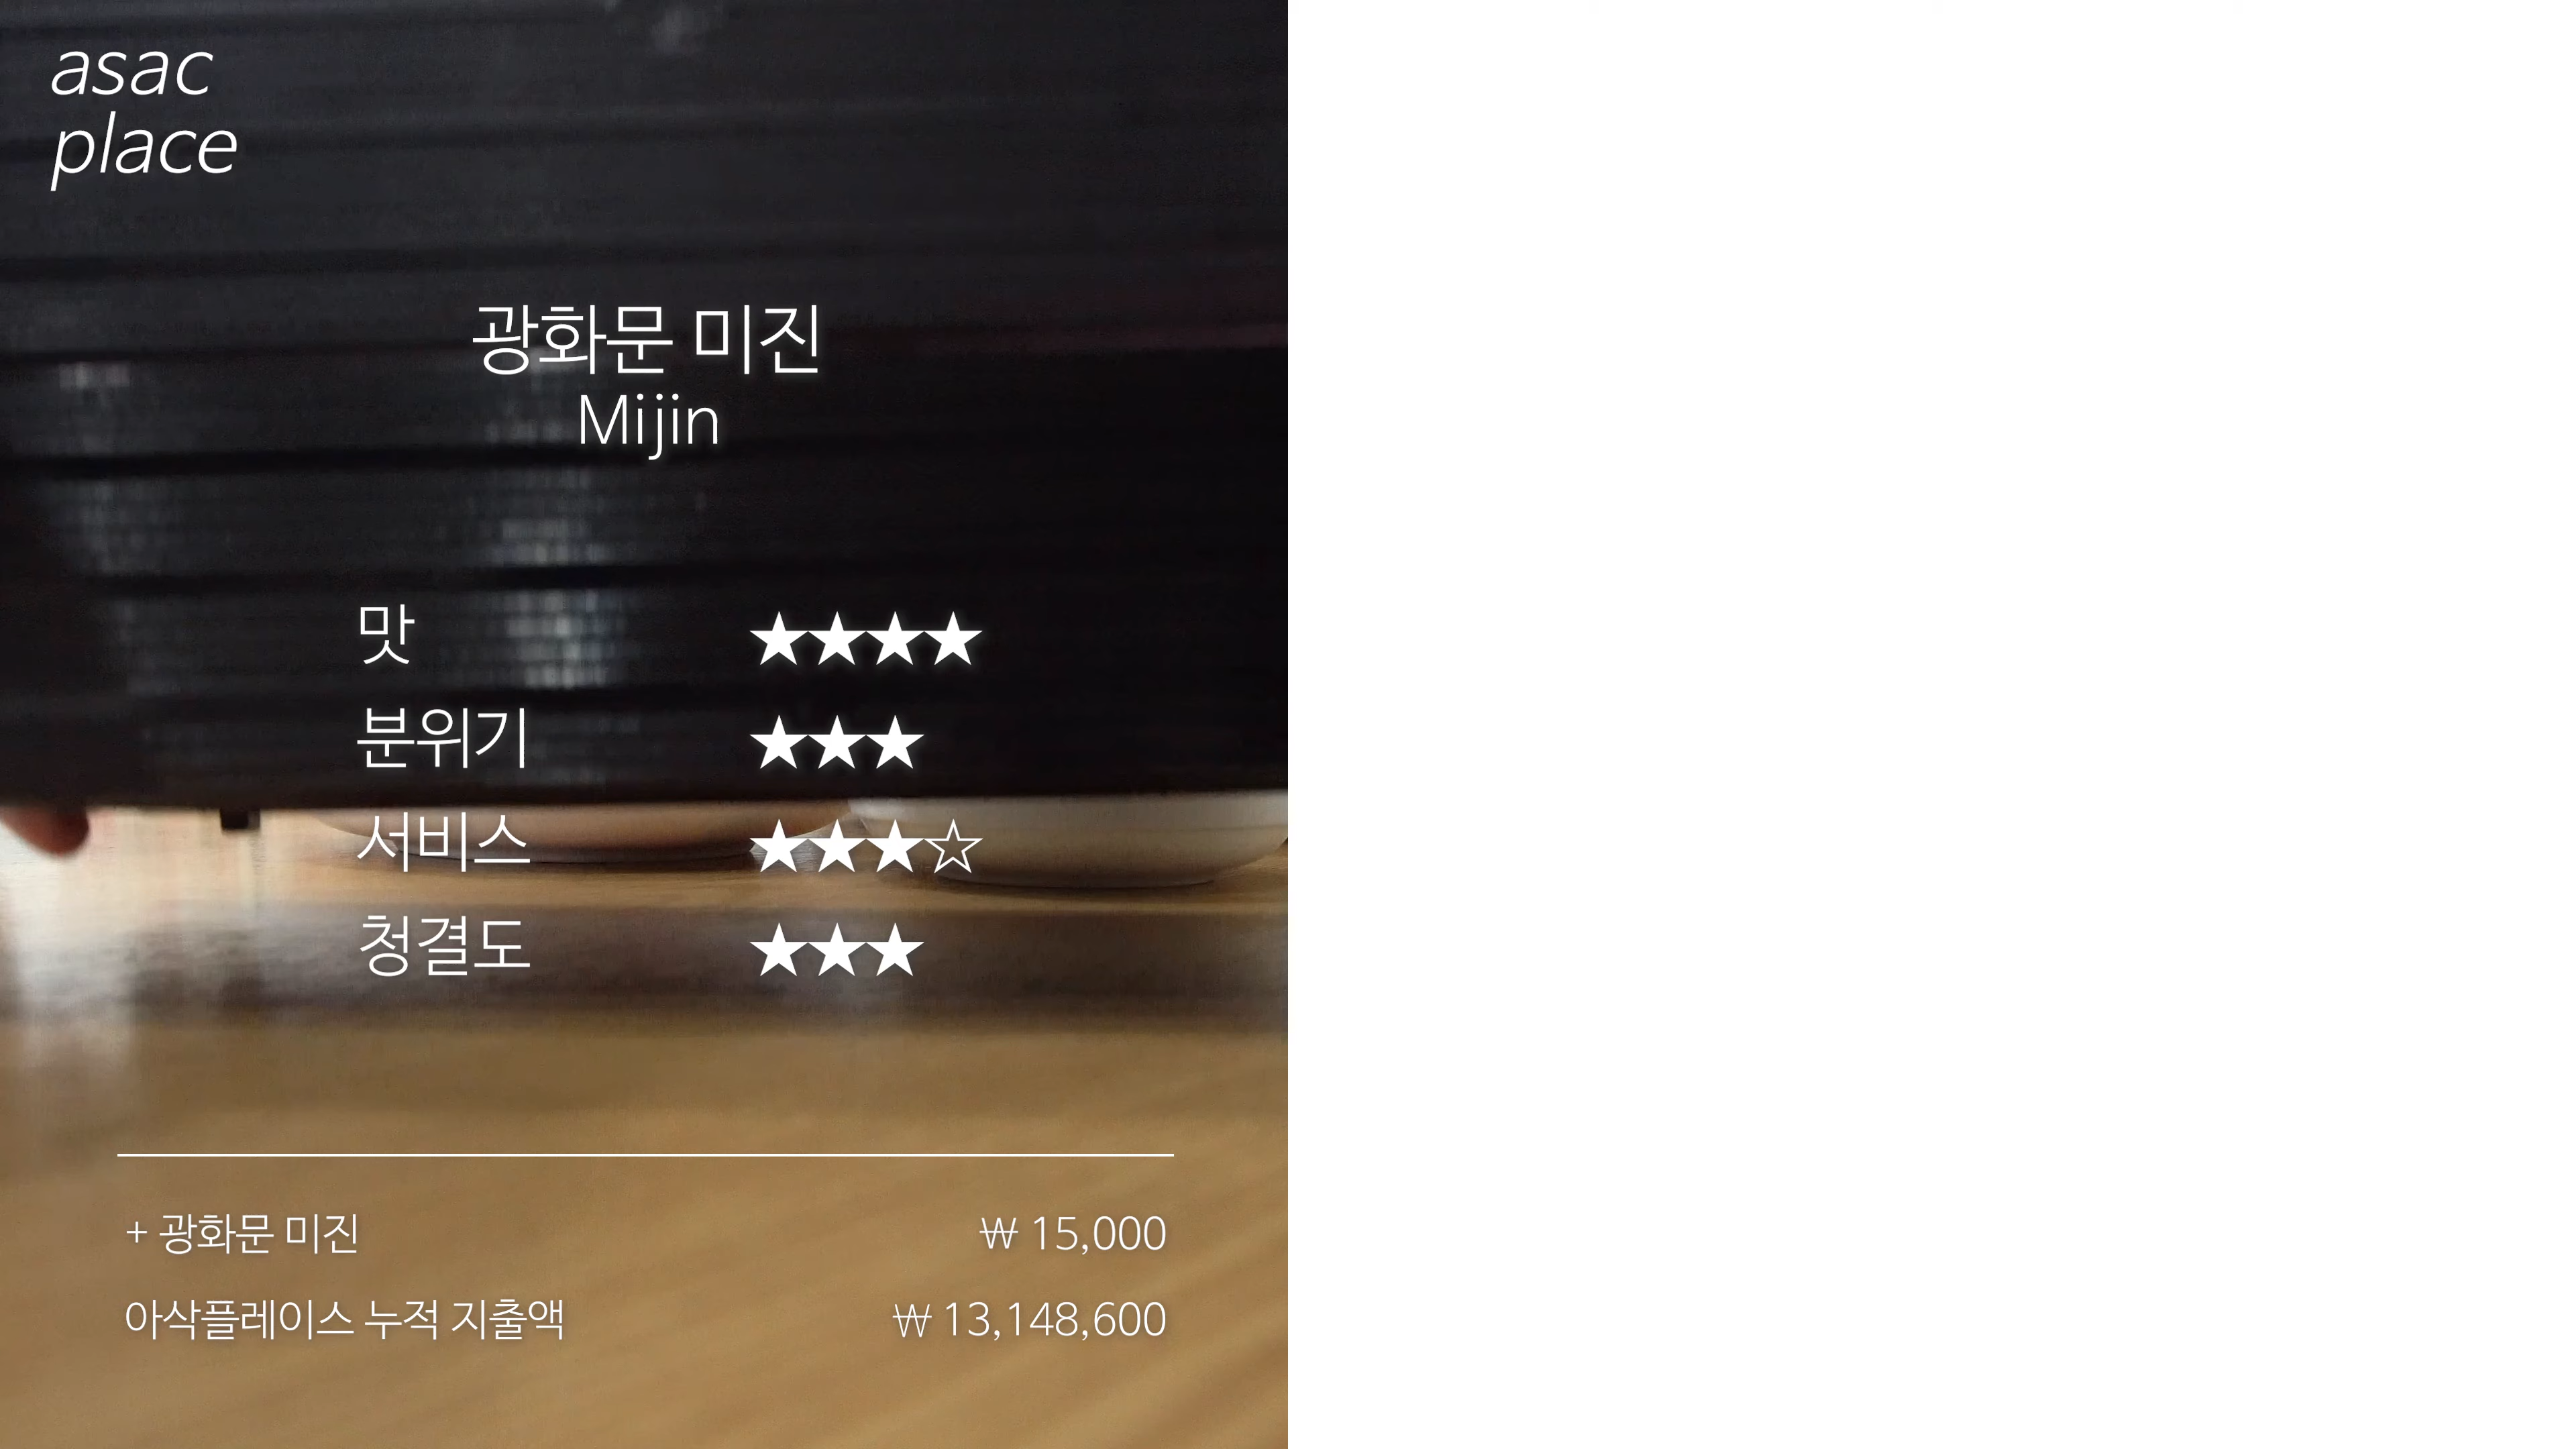 asac
place
광화문 미진
Mijin
맛 ★★★★
분위기 ★★★
서비스 ★★★☆
청결도 ★★★
+ 광화문 미진 ₩ 15,000
아삭플레이스 누적 지출액 ₩ 13,148,600